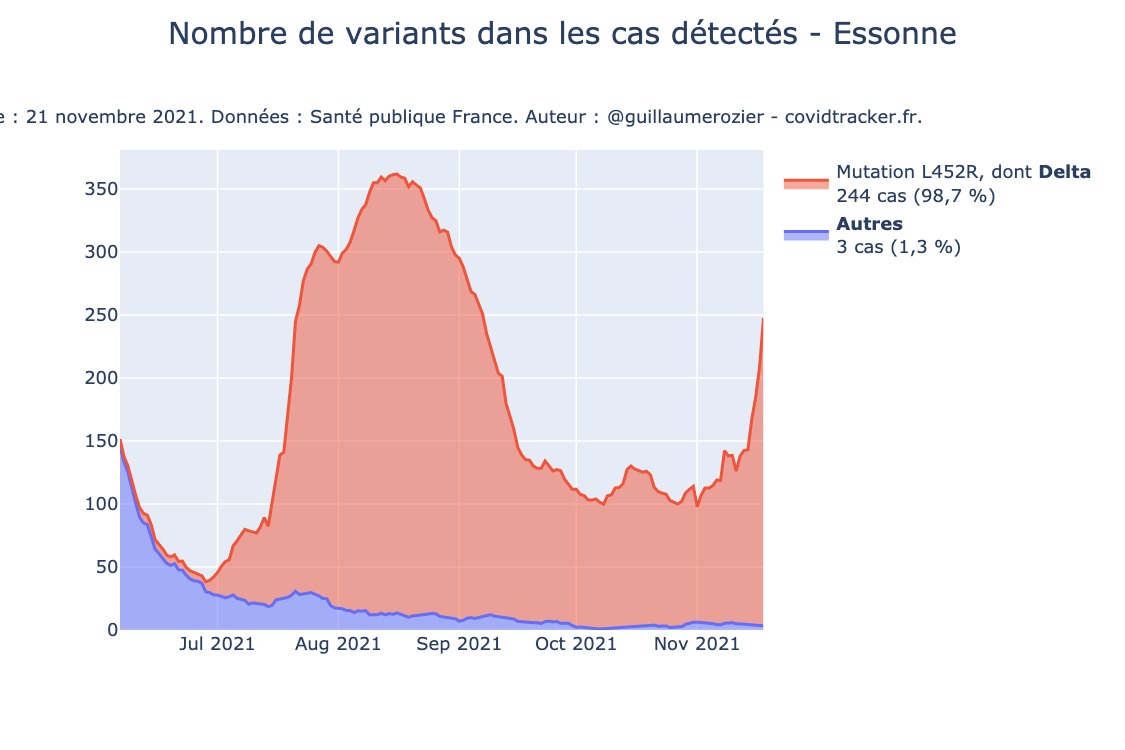 Nombre de variants dans les cas détectés - Essonne
: 21 novembre 2021. Données : Santé publique France. Auteur : @guillaumerozier - covidtracker.fr.
Mutation L452R, dont Delta
244 cas (98,7 %)
Autres
3 cas (1,3 %)
350
300
250
200
150
100
50
0
Jul 2021 Aug 2021 Sep 2021 Oct 2021 Nov 2021